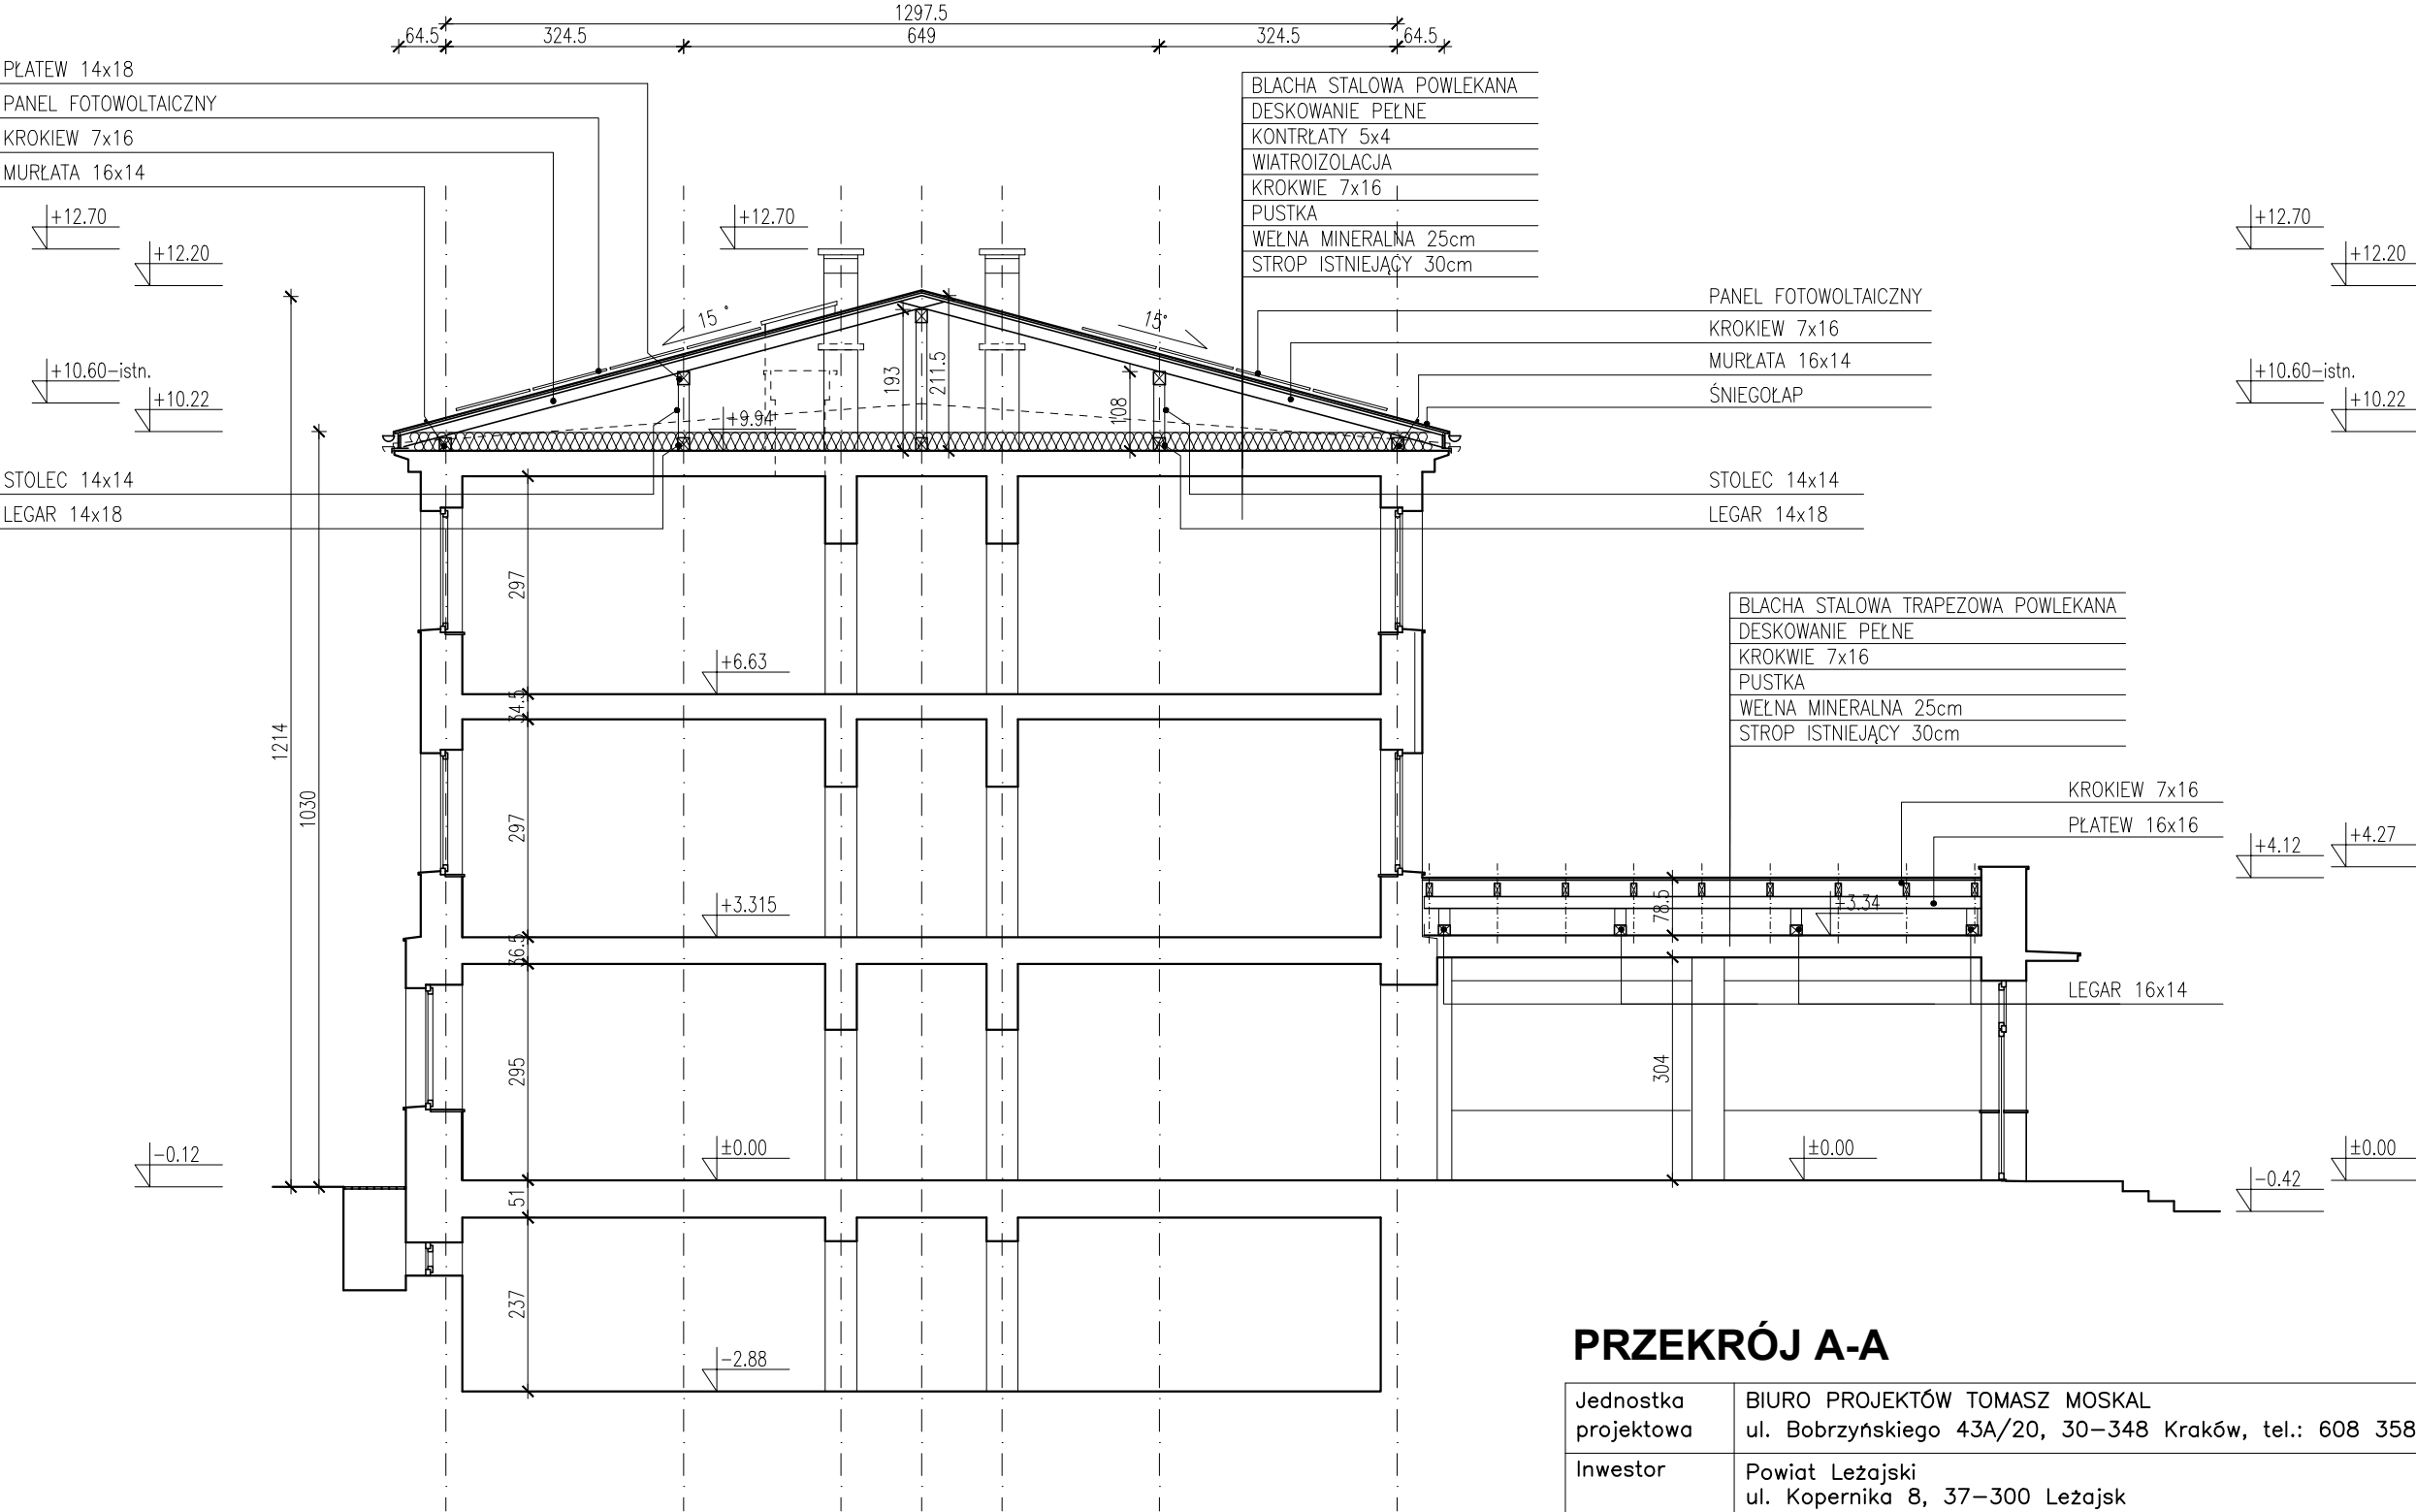 1297.5
64.5 324.5 649 324.5 64.5
PŁATEW 14x18
PANEL FOTOWOLTAICZNY
KROKIEW 7x16
MURŁATA 16x14
BLACHA STALOWA POWLEKANA
DESKOWANIE PEŁNE
KONTRŁATY 5x4
WIATROIZOLACJA
KROKWIE 7x16
PUSTKA
WEŁNA MINERALNA 25cm
STROP ISTNIEJĄCY 30cm
+12.70
+12.20
+12.70
+12.70
+12.20
PANEL FOTOWOLTAICZNY
KROKIEW 7x16
MURŁATA 16x14
ŚNIEGOŁAP
15°
15°
+10.60-istn.
+10.22
+10.60-istn.
+10.22
193
211.5
108
+9.94
STOLEC 14x14
LEGAR 14x18
STOLEC 14x14
LEGAR 14x18
297
+6.63
34.5
BLACHA STALOWA TRAPEZOWA POWLEKANA
DESKOWANIE PEŁNE
KROKWIE 7x16
PUSTKA
WEŁNA MINERALNA 25cm
STROP ISTNIEJĄCY 30cm
1214
1030
297
KROKIEW 7x16
PŁATEW 16x16
+4.12
+4.27
+3.315
78.5
+3.34
36.5
LEGAR 16x14
295
304
-0.12
±0.00
±0.00
±0.00
-0.42
51
237
-2.88
PRZEKRÓJ A-A
Jednostka projektowa
BIURO PROJEKTÓW TOMASZ MOSKAL
ul. Bobrzyńskiego 43A/20, 30-348 Kraków, tel.: 608 358
Inwestor
Powiat Leżajski
ul. Kopernika 8, 37-300 Leżajsk